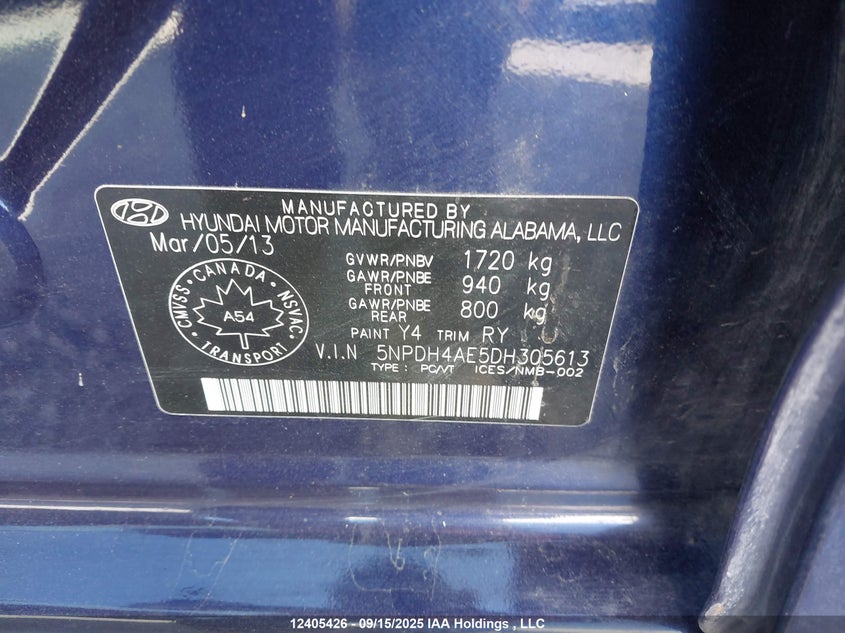 MANUFACTURED BY
HYUNDAI MOTOR MANUFACTURING ALABAMA, LLC
Mar/05/13
GVWR/PNBV 1720 kg
GAWR/PNBE FRONT 940 kg
GAWR/PNBE REAR 800 kg
PAINT Y4 TRIM RY
V.I.N 5NPDH4AE5DH305613
TYPE : PC/VT ICES/NMB-002
CMVSS • CANADA • NSVAC
A54
TRANSPORT
12405426 - 09/15/2025 IAA Holdings , LLC